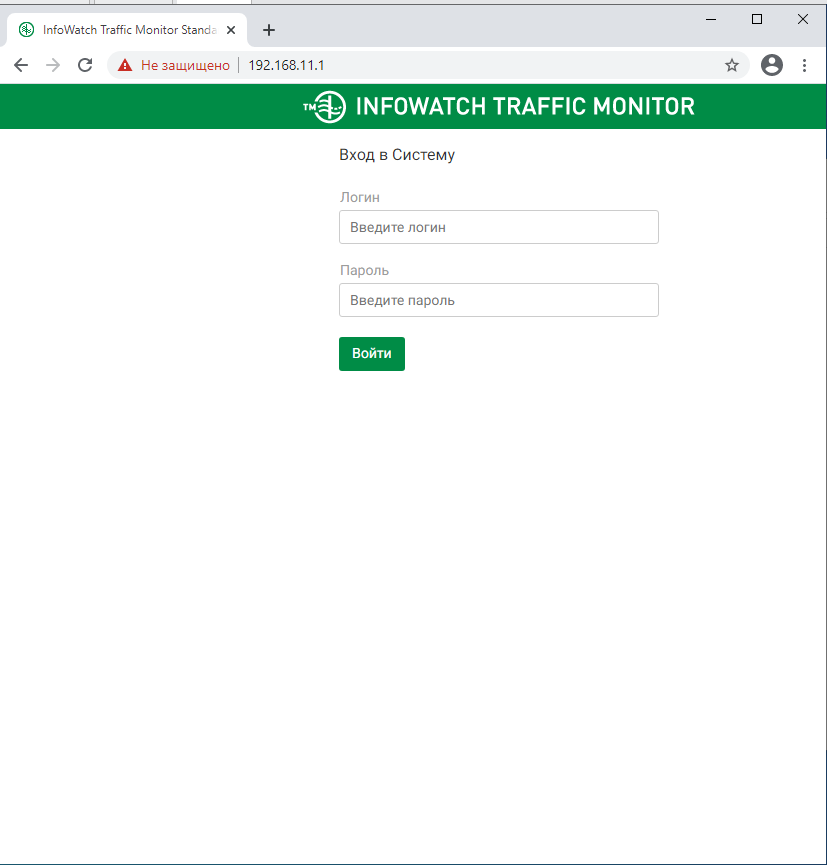 InfoWatch Traffic Monitor Standa
Не защищено 192.168.11.1
TM INFOWATCH TRAFFIC MONITOR
Вход в Систему
Логин
Введите логин
Пароль
Введите пароль
Войти